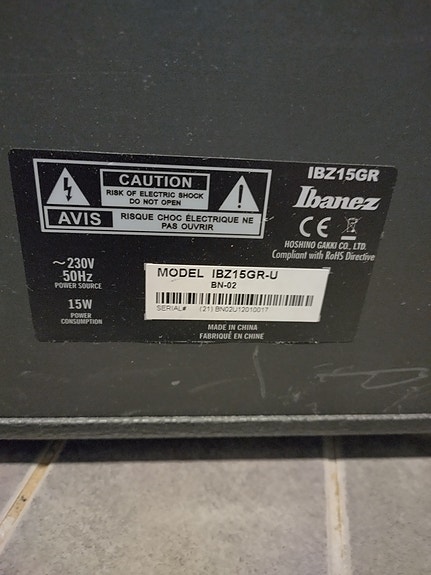 CAUTION
RISK OF ELECTRIC SHOCK
DO NOT OPEN
AVIS
RISQUE CHOC ÉLECTRIQUE NE
PAS OUVRIR
IBZ15GR
Ibanez
CE
HOSHINO GAKKI CO., LTD.
Compliant with RoHS Directive
~230V
50Hz
POWER SOURCE
15W
POWER
CONSUMPTION
MODEL IBZ15GR-U
BN-02
SERIAL# (21) BN02U12010017
MADE IN CHINA
FABRIQUÉ EN CHINE